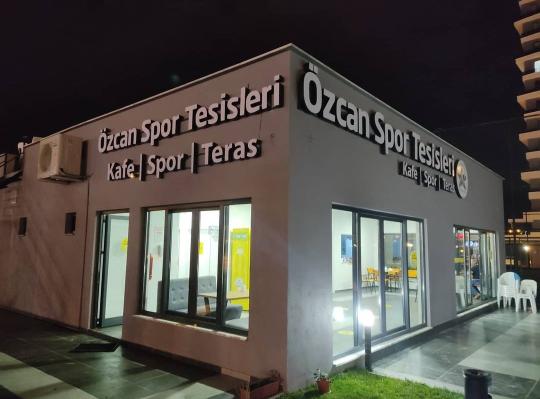 Özcan Spor Tesisleri
Kafe | Spor | Teras
Özcan Spor Tesisleri
Kafe | Spor | Teras